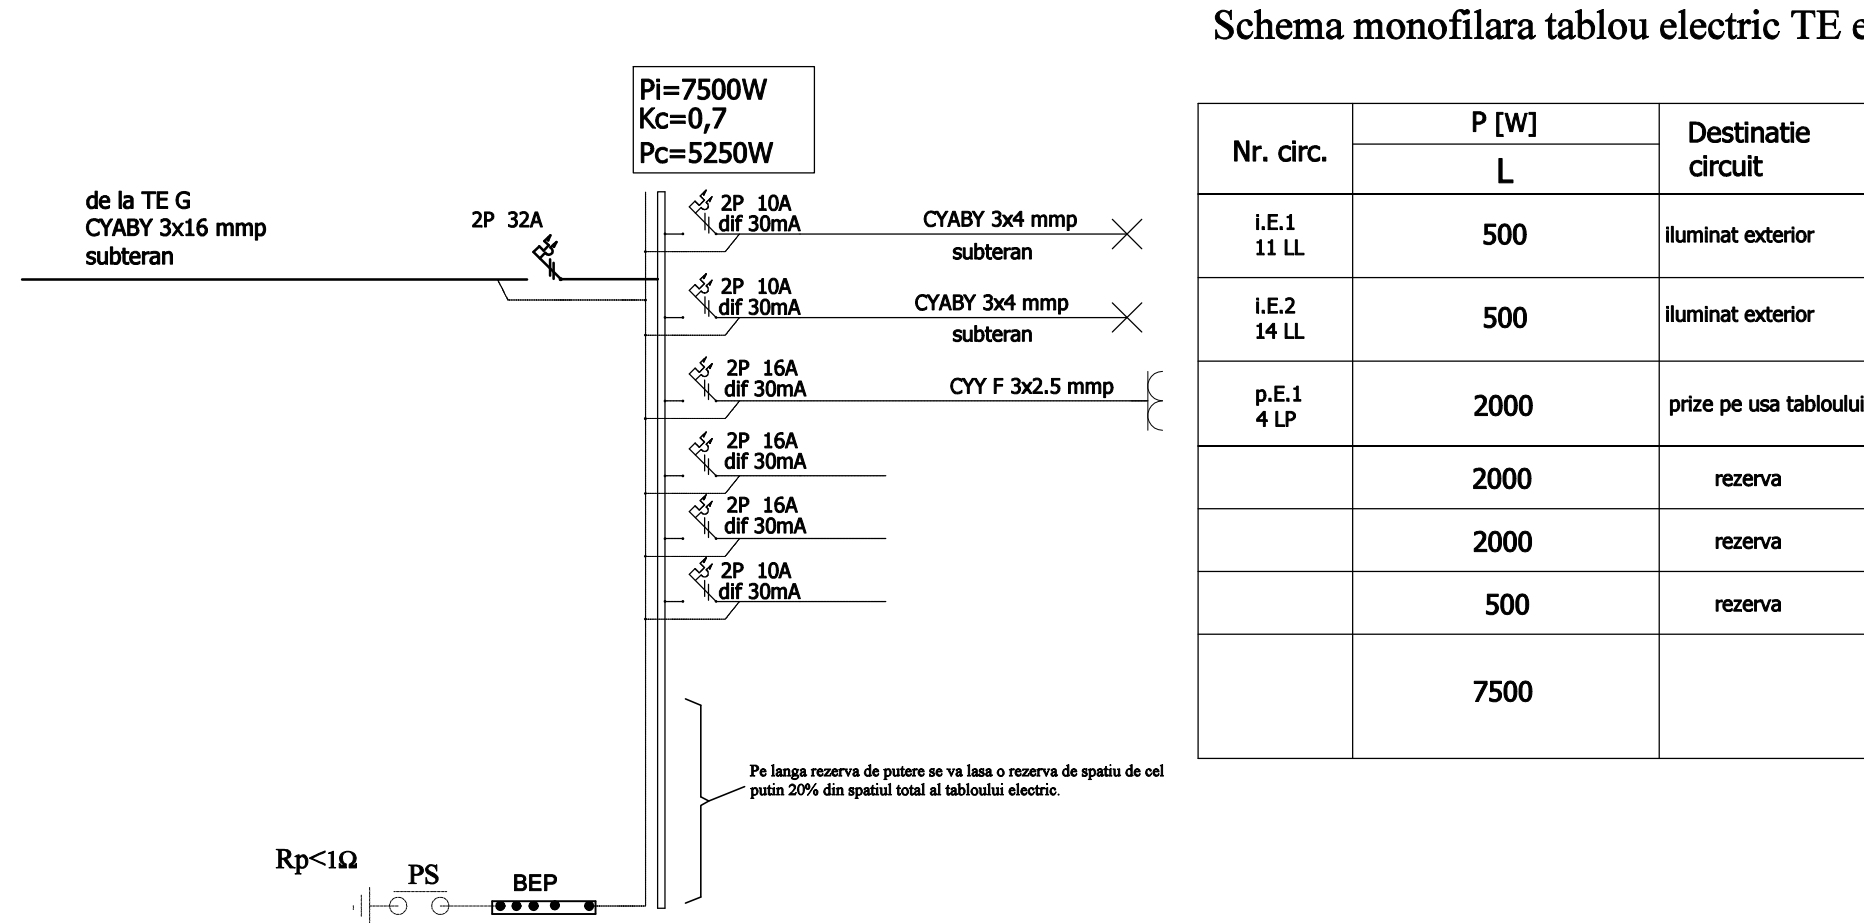 Schema monofilara tablou electric TE e
Pi=7500W
Kc=0,7
Pc=5250W
de la TE G
CYABY 3x16 mmp
subteran
2P 32A
2P 10A
dif 30mA
CYABY 3x4 mmp
subteran
2P 10A
dif 30mA
CYABY 3x4 mmp
subteran
2P 16A
dif 30mA
CYY F 3x2.5 mmp
2P 16A
dif 30mA
2P 16A
dif 30mA
2P 10A
dif 30mA
Pe langa rezerva de putere se va lasa o rezerva de spatiu de cel
putin 20% din spatiul total al tabloului electric.
Rp<1Ω
PS
BEP
Nr. circ.
P [W]
L
Destinatie
circuit
i.E.1
11 LL
500
iluminat exterior
i.E.2
14 LL
500
iluminat exterior
p.E.1
4 LP
2000
prize pe usa tabloului
2000
rezerva
2000
rezerva
500
rezerva
7500